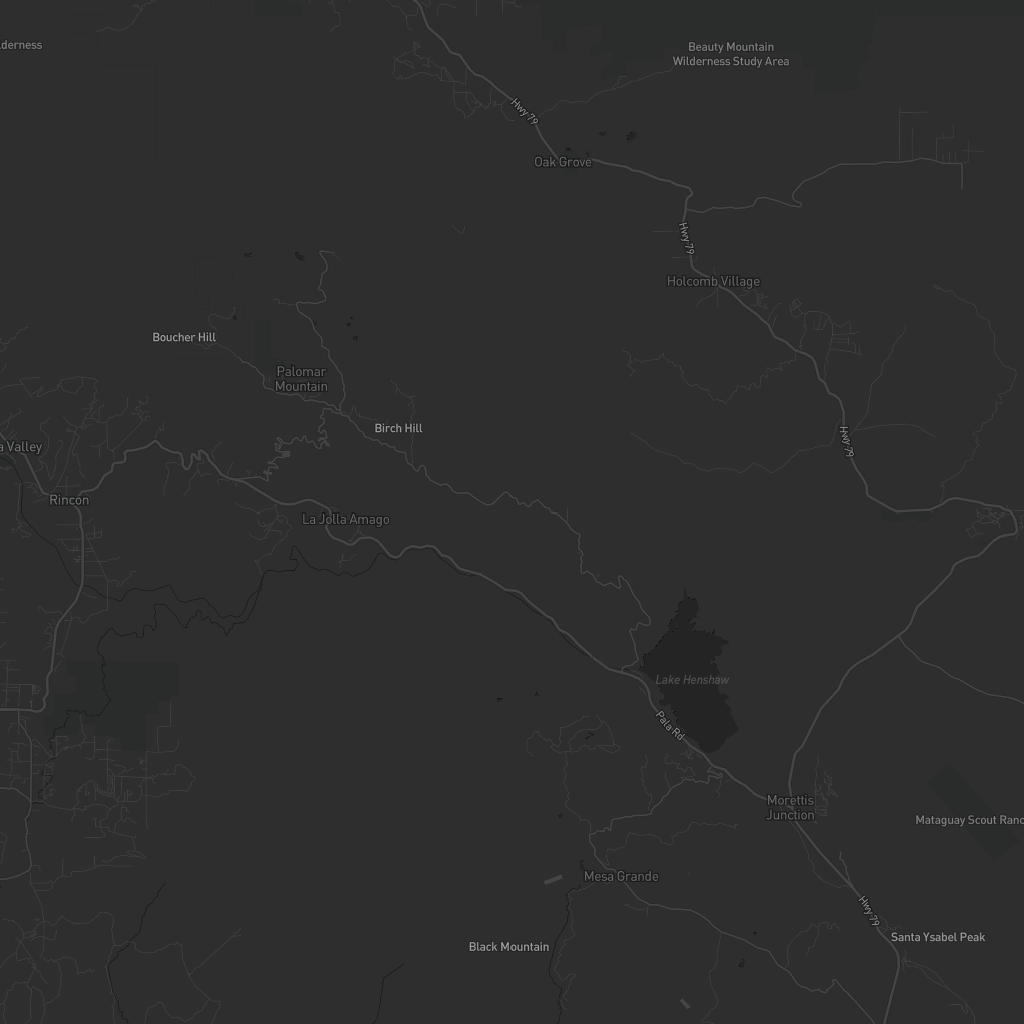 Beauty Mountain
Wilderness Study Area
Hwy 79
Oak Grove
Hwy 79
Holcomb Village
Boucher Hill
Palomar
Mountain
Birch Hill
Hwy 79
Valley
Rincon
La Jolla Amago
Lake Henshaw
Pala Rd
Morettis
Junction
Mataguay Scout
Mesa Grande
Hwy 79
Santa Ysabel Peak
Black Mountain